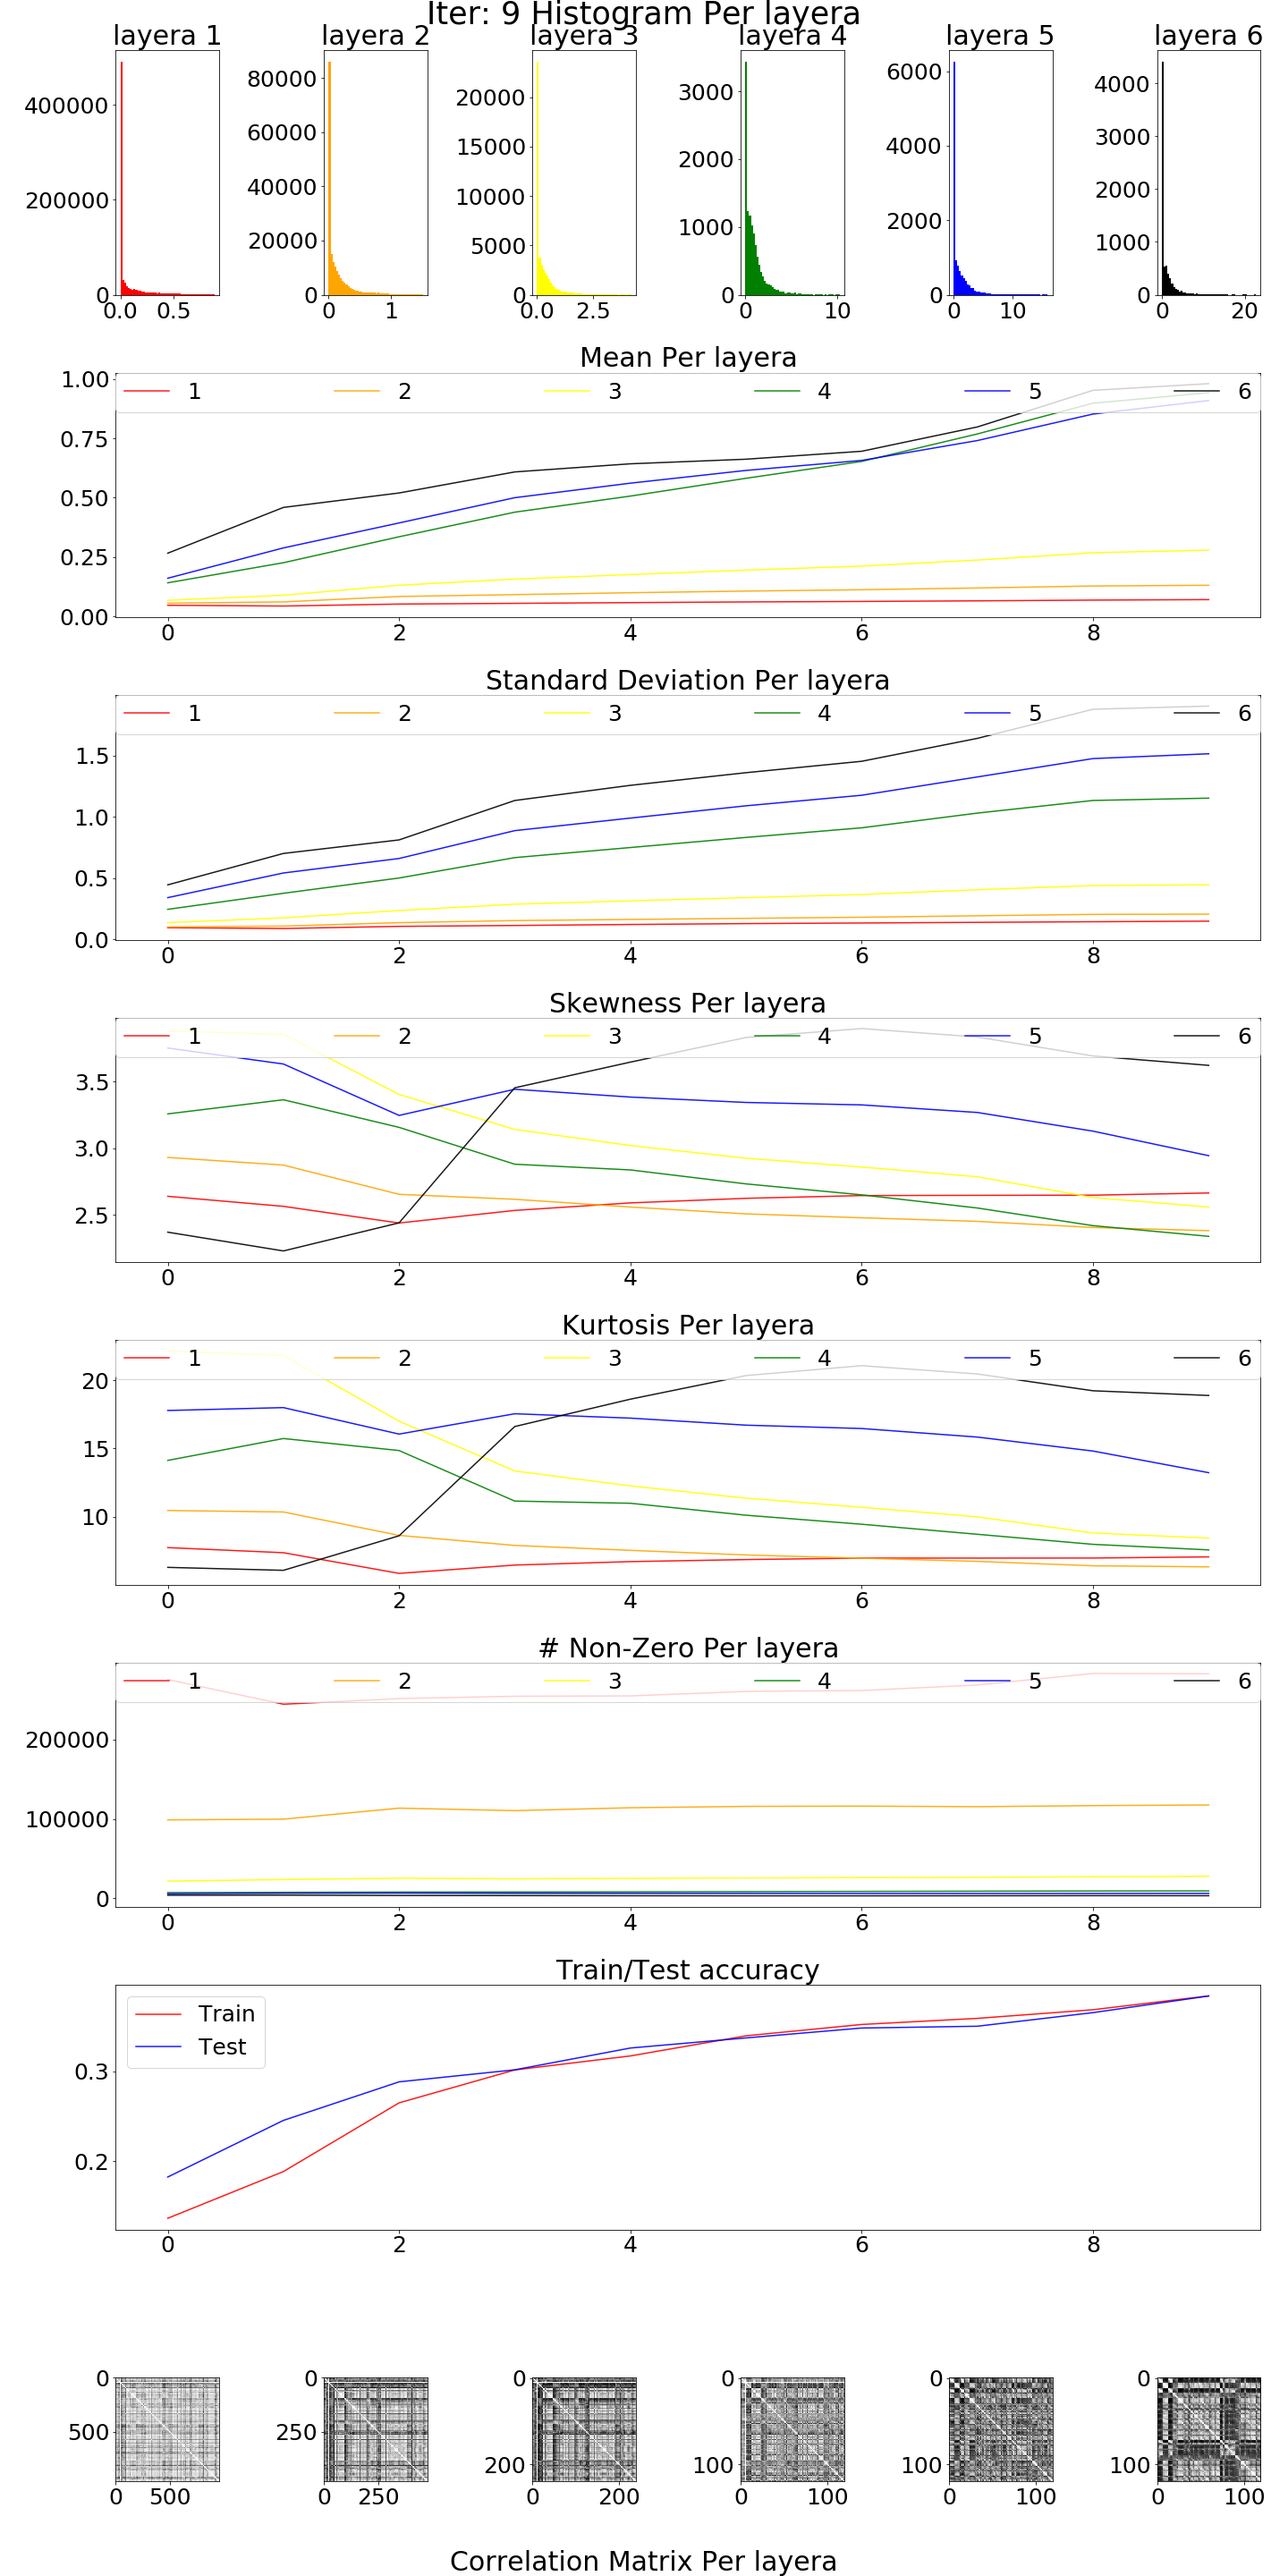 Iter: 9 Histogram Per layera
layera 1 layera 2 layera 3 layera 4 layera 5 layera 6
400000 200000 0
0.0 0.5
80000 60000 40000 20000 0
0 1
20000 15000 10000 5000 0
0.0 2.5
3000 2000 1000 0
0 10
6000 4000 2000 0
0 10
4000 3000 2000 1000 0
0 20
Mean Per layera
1 2 3 4 5 6
1.00
0.75
0.50
0.25
0.00
0 2 4 6 8
Standard Deviation Per layera
1 2 3 4 5 6
1.5
1.0
0.5
0.0
0 2 4 6 8
Skewness Per layera
1 2 3 4 5 6
3.5
3.0
2.5
0 2 4 6 8
Kurtosis Per layera
1 2 3 4 5 6
20
15
10
0 2 4 6 8
# Non-Zero Per layera
1 2 3 4 5 6
200000
100000
0
0 2 4 6 8
Train/Test accuracy
Train
Test
0.3
0.2
0 2 4 6 8
0 500
0 500
0 250
0 250
0 200
0 200
0 100
0 100
0 100
0 100
0 100
0 100
Correlation Matrix Per layera